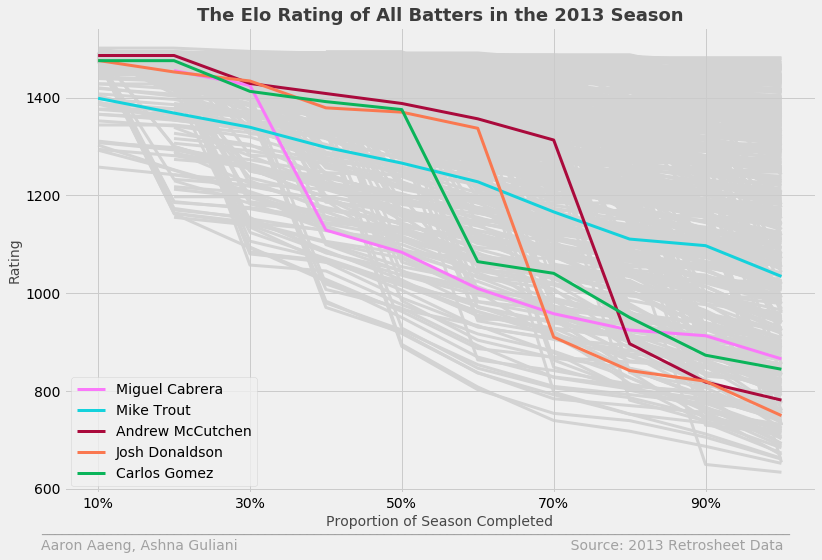 The Elo Rating of All Batters in the 2013 Season
Rating
1400
1200
1000
800
600
Miguel Cabrera
Mike Trout
Andrew McCutchen
Josh Donaldson
Carlos Gomez
10% 30% 50% 70% 90%
Proportion of Season Completed
Aaron Aaeng, Ashna Guliani Source: 2013 Retrosheet Data